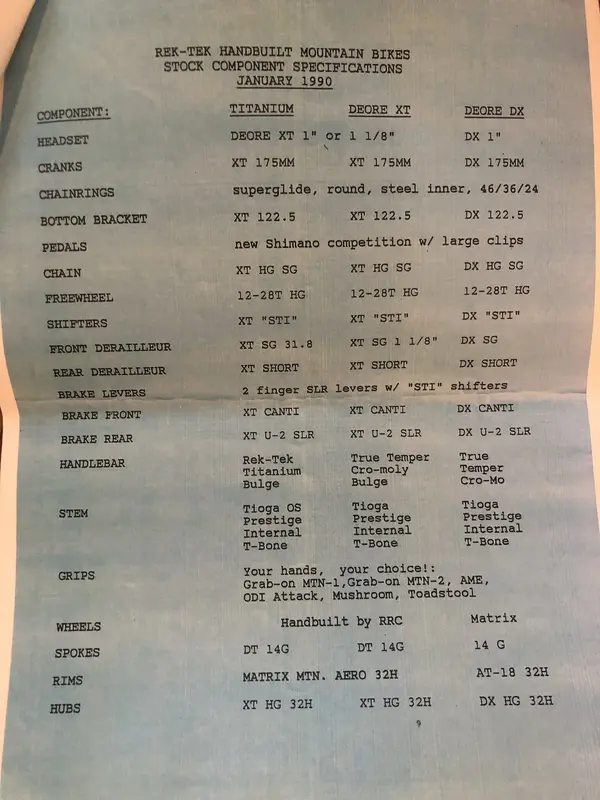 REK-TEK HANDBUILT MOUNTAIN BIKES
STOCK COMPONENT SPECIFICATIONS
JANUARY 1990
COMPONENT: TITANIUM DEORE XT DEORE DX
HEADSET DEORE XT 1" or 1 1/8" DX 1"
CRANKS XT 175MM XT 175MM DX 175MM
CHAINRINGS superglide, round, steel inner, 46/36/24
BOTTOM BRACKET XT 122.5 XT 122.5 DX 122.5
PEDALS new Shimano competition w/ large clips
CHAIN XT HG SG XT HG SG DX HG SG
FREEWHEEL 12-28T HG 12-28T HG 12-28T HG
SHIFTERS XT "STI" XT "STI" DX "STI"
FRONT DERAILLEUR XT SG 31.8 XT SG 1 1/8" DX SG
REAR DERAILLEUR XT SHORT XT SHORT DX SHORT
BRAKE LEVERS 2 finger SLR levers w/ "STI" shifters
BRAKE FRONT XT CANTI XT CANTI DX CANTI
BRAKE REAR XT U-2 SLR XT U-2 SLR DX U-2 SLR
HANDLEBAR Rek-Tek True Temper True
Titanium Cro-moly Temper
Bulge Bulge Cro-Mo
STEM Tioga OS Tioga Tioga
Prestige Prestige Prestige
Internal Internal Internal
T-Bone T-Bone T-Bone
GRIPS Your hands, your choice!:
Grab-on MTN-1,Grab-on MTN-2, AME,
ODI Attack, Mushroom, Toadstool
WHEELS Handbuilt by RRC Matrix
SPOKES DT 14G DT 14G 14 G
RIMS MATRIX MTN. AERO 32H AT-18 32H
HUBS XT HG 32H XT HG 32H DX HG 32H
9